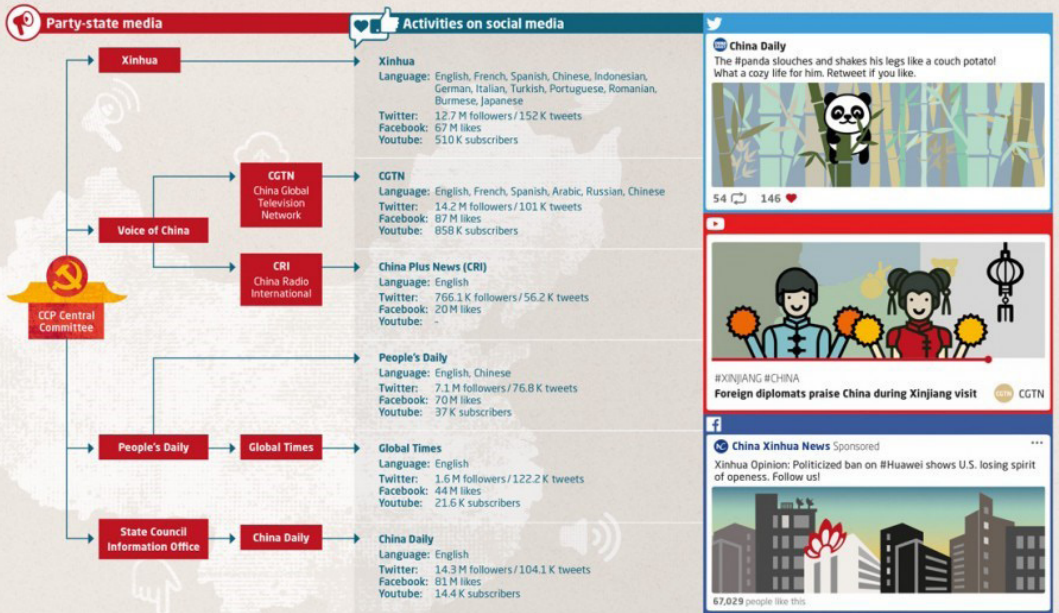 Party-state media
Activities on social media
CCP Central
Committee
Xinhua
Voice of China
CGTN
China Global
Television
Network
CRI
China Radio
International
People's Daily
Global Times
State Council
Information Office
China Daily
Xinhua
Language: English, French, Spanish, Chinese, Indonesian,
German, Italian, Turkish, Portuguese, Romanian,
Burmese, Japanese
Twitter: 12.7 M followers/152 K tweets
Facebook: 67 M likes
Youtube: 510 K subscribers
CGTN
Language: English, French, Spanish, Arabic, Russian, Chinese
Twitter: 14.2 M followers/101 K tweets
Facebook: 87 M likes
Youtube: 858 K subscribers
China Plus News (CRI)
Language: English
Twitter: 766.1 K followers/56.2 K tweets
Facebook: 20 M likes
Youtube: -
People's Daily
Language: English, Chinese
Twitter: 7.1 M followers/76.8 K tweets
Facebook: 70 M likes
Youtube: 37 K subscribers
Global Times
Language: English
Twitter: 1.6 M followers/122.2 K tweets
Facebook: 44 M likes
Youtube: 21.6 K subscribers
China Daily
Language: English
Twitter: 14.3 M followers/104.1 K tweets
Facebook: 81 M likes
Youtube: 14.4 K subscribers
China Daily
The #panda slouches and shakes his legs like a couch potato!
What a cozy life for him. Retweet if you like.
54 146
#XINJIANG #CHINA
Foreign diplomats praise China during Xinjiang visit
CGTN CGTN
China Xinhua News Sponsored
Xinhua Opinion: Politicized ban on #Huawei shows U.S. losing spirit
of openess. Follow us!
67,029 people like this